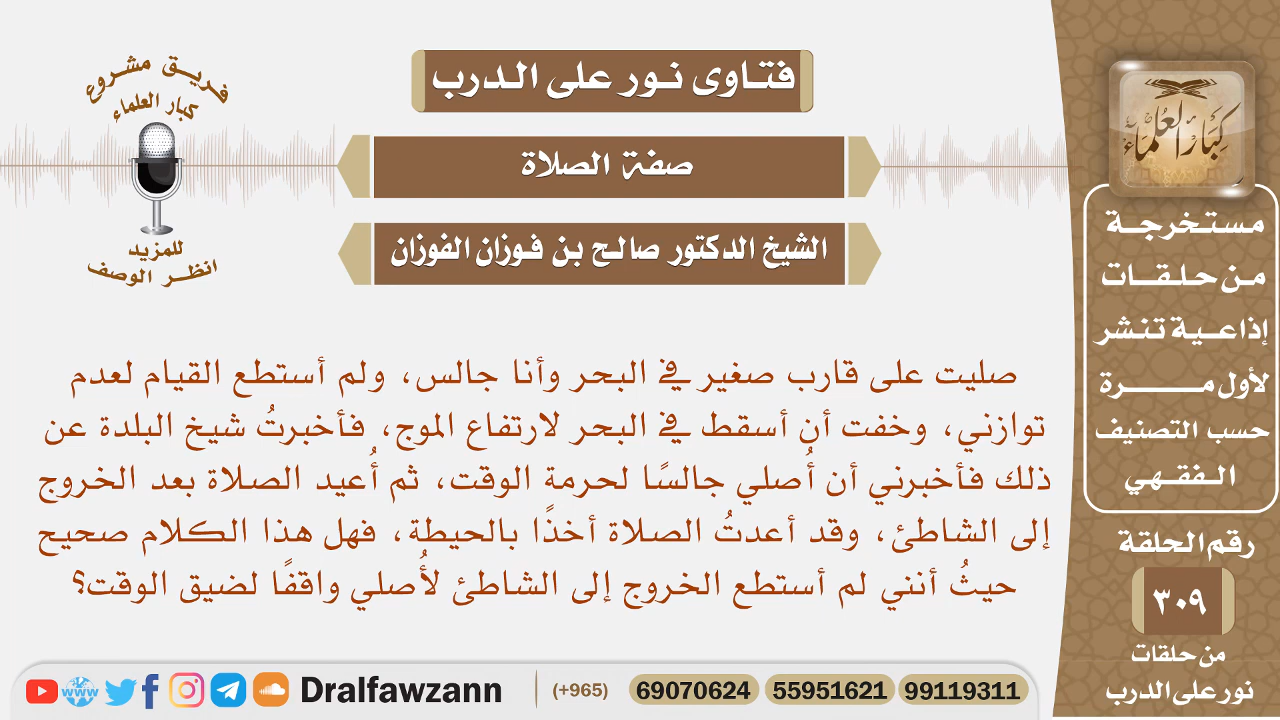 فتاوى نور على الدرب
صفة الصلاة
الشيخ الدكتور صالح بن فوزان الفوزان
فريق مشروع
كبار العلماء
للمزيد
انظر الوصف
صليت على قارب صغير في البحر وأنا جالس، ولم أستطع القيام لعدم
توازني، وخفت أن أسقط في البحر لارتفاع الموج، فأخبرتُ شيخ البلدة عن
ذلك فأخبرني أن أُصلي جالسًا لحرمة الوقت، ثم أُعيد الصلاة بعد الخروج
إلى الشاطئ، وقد أعدتُ الصلاة أخذًا بالحيطة، فهل هذا الكلام صحيح
حيثُ أنني لم أستطع الخروج إلى الشاطئ لأُصلي واقفًا لضيق الوقت؟
كِبَارُ العُلَمَاء
مستخرجة
من حلقات
إذاعية تنشر
لأول مرة
حسب التصنيف
الفقهي
رقم الحلقة
٣٠٩
من حلقات
نور على الدرب
www
Dralfawzann
(+965)
69070624
55951621
99119311